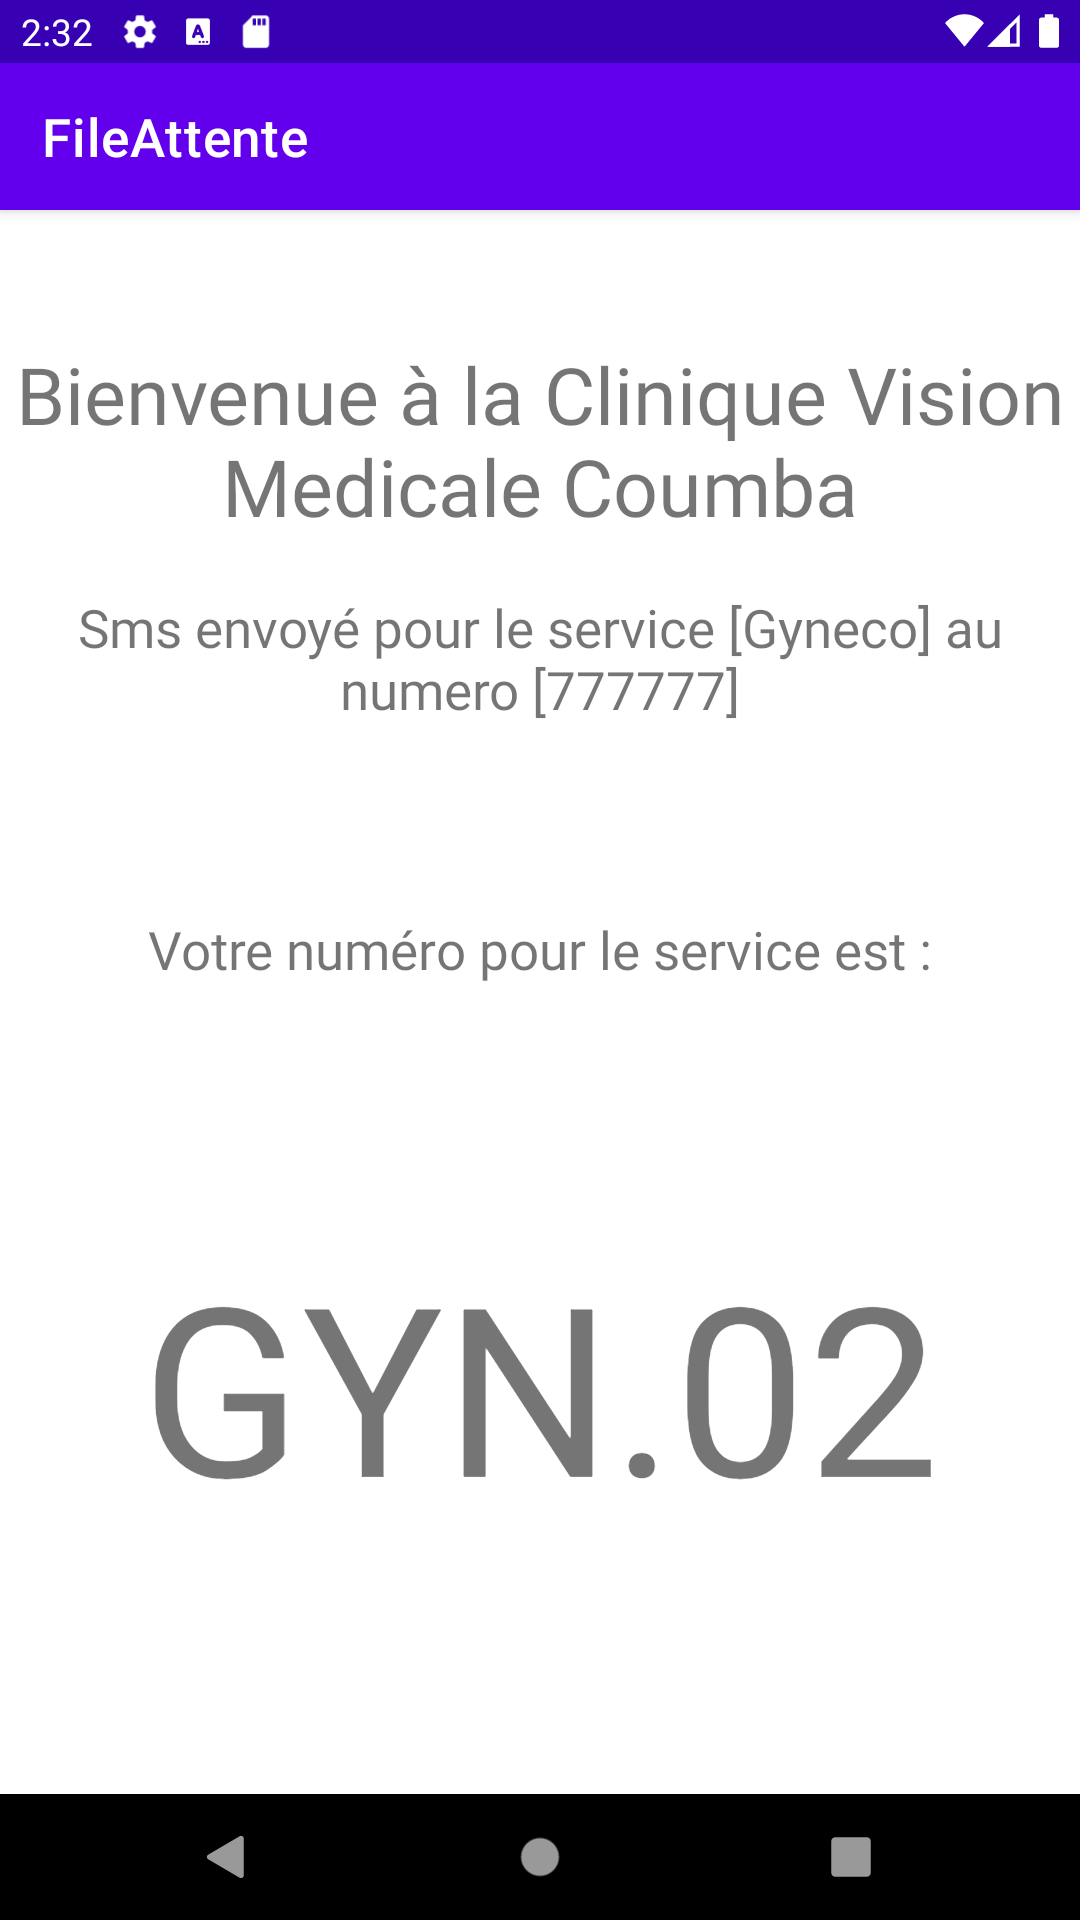 2:32
FileAttente
Bienvenue à la Clinique Vision
Medicale Coumba
Sms envoyé pour le service [Gyneco] au
numero [777777]
Votre numéro pour le service est :
GYN.02